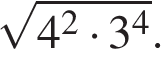 √4² · 3⁴.